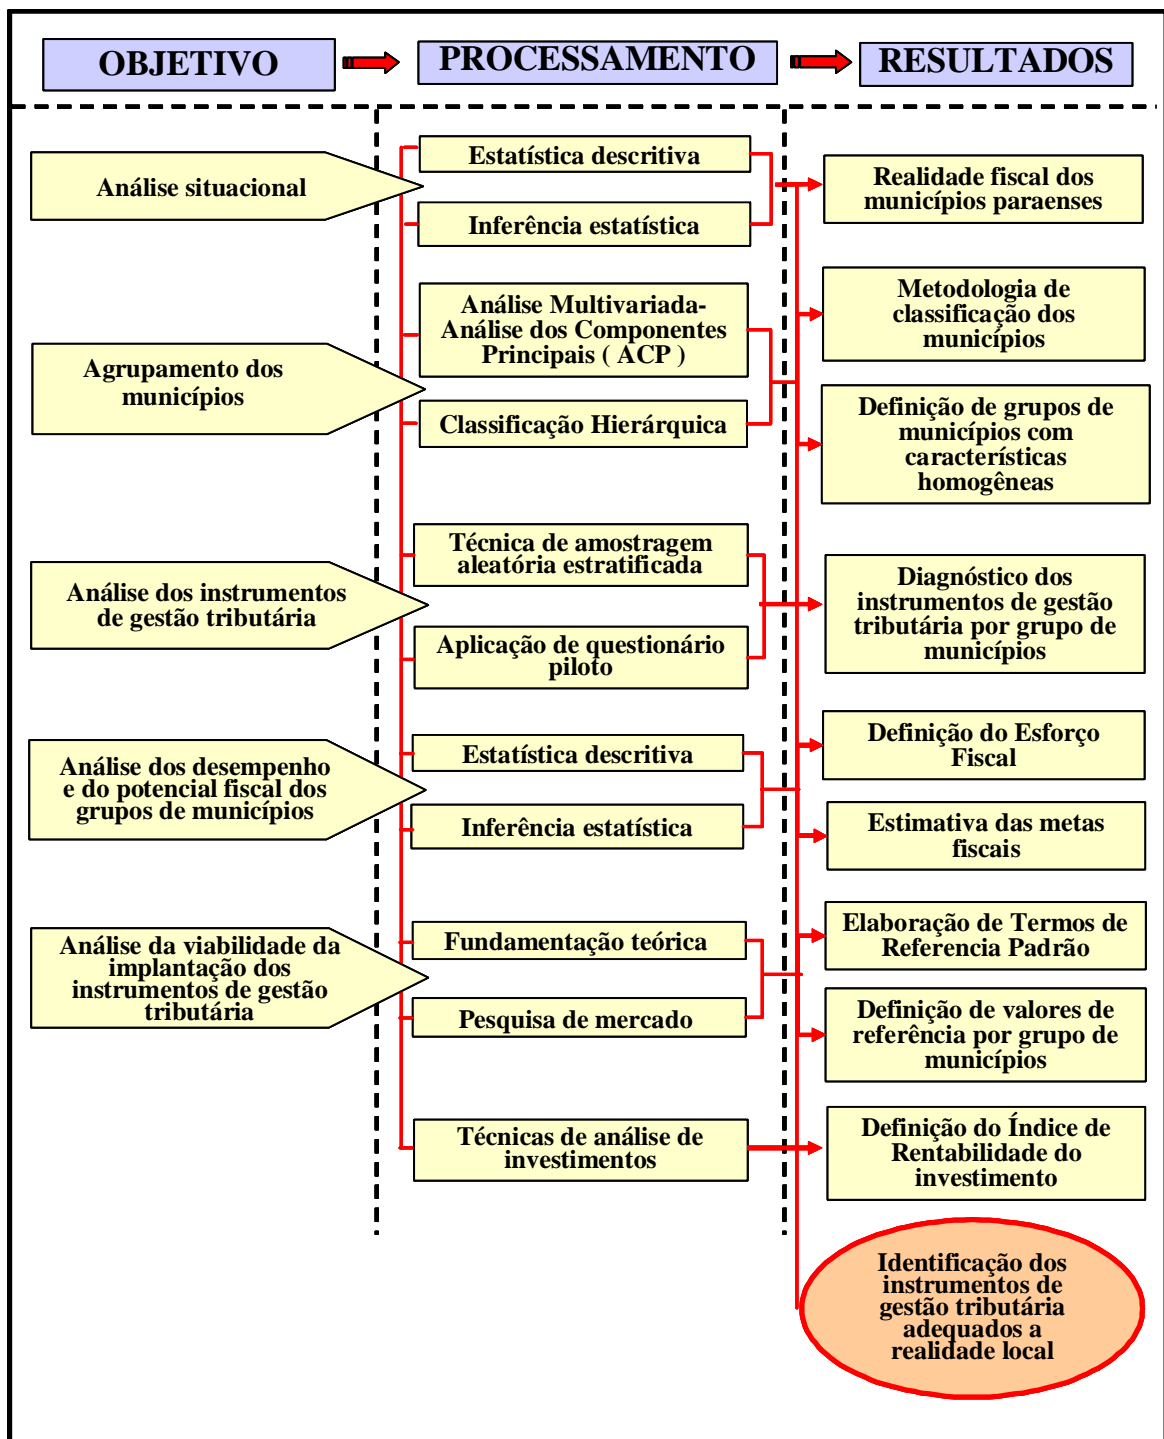 OBJETIVO
PROCESSAMENTO
RESULTADOS
Análise situacional
Estatística descritiva
Inferência estatística
Realidade fiscal dos
municípios paraenses
Agrupamento dos
municípios
Análise Multivariada-
Análise dos Componentes
Principais ( ACP )
Classificação Hierárquica
Metodologia de
classificação dos
municípios
Definição de grupos de
municípios com
características
homogêneas
Análise dos instrumentos
de gestão tributária
Técnica de amostragem
aleatória estratificada
Aplicação de questionário
piloto
Diagnóstico dos
instrumentos de gestão
tributária por grupo de
municípios
Análise dos desempenho
e do potencial fiscal dos
grupos de municípios
Estatística descritiva
Inferência estatística
Definição do Esforço
Fiscal
Estimativa das metas
fiscais
Análise da viabilidade da
implantação dos
instrumentos de gestão
tributária
Fundamentação teórica
Pesquisa de mercado
Técnicas de análise de
investimentos
Elaboração de Termos de
Referencia Padrão
Definição de valores de
referência por grupo de
municípios
Definição do Índice de
Rentabilidade do
investimento
Identificação dos
instrumentos de
gestão tributária
adequados a
realidade local